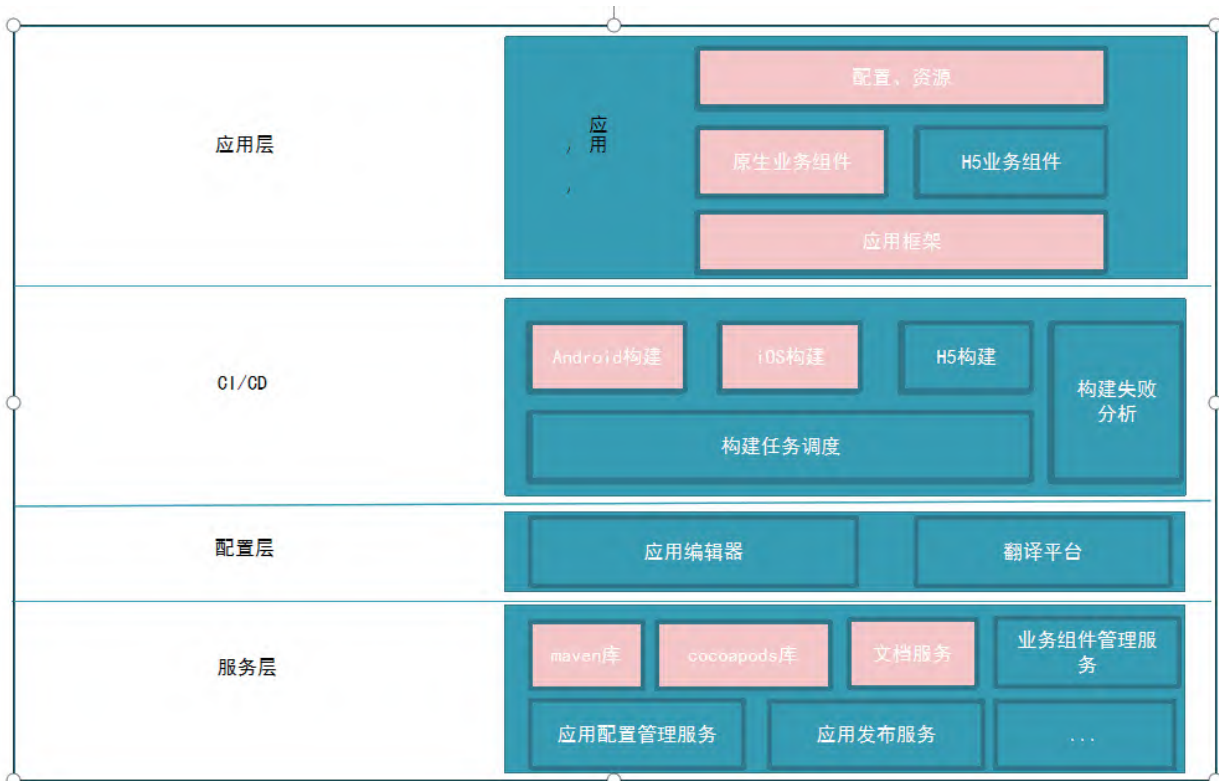 应用层
应用
配置、资源
原生业务组件
H5业务组件
应用框架
CI/CD
Android构建
iOS构建
H5构建
构建失败
分析
构建任务调度
配置层
应用编辑器
翻译平台
服务层
maven库
cocoapods库
文档服务
业务组件管理服
务
应用配置管理服务
应用发布服务
...